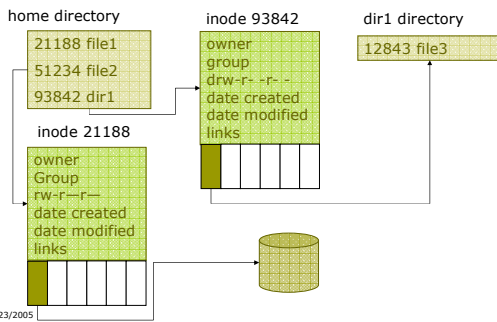 home directory
21188 file1
51234 file2
93842 dir1
inode 93842
owner
group
drw-r- -r- -
date created
date modified
links
dir1 directory
12843 file3
inode 21188
owner
Group
rw-r—r—
date created
date modified
links
23/2005